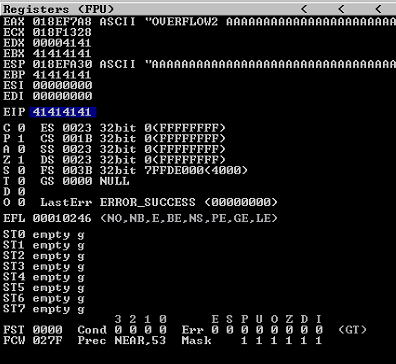 Registers (FPU) < < <
EAX 018EF7A8 ASCII "OVERFLOW2 AAAAAAAAAAAAAAAAAAAAAAAAAAAA
ECX 018F1328
EDX 00004141
EBX 41414141
ESP 018EFA30 ASCII "AAAAAAAAAAAAAAAAAAAAAAAAAAAAAAAAAAAAAA
EBP 41414141
ESI 00000000
EDI 00000000
EIP 41414141
C 0 ES 0023 32bit 0(FFFFFFFF)
P 1 CS 001B 32bit 0(FFFFFFFF)
A 0 SS 0023 32bit 0(FFFFFFFF)
Z 1 DS 0023 32bit 0(FFFFFFFF)
S 0 FS 003B 32bit 7FFDE000(4000)
T 0 GS 0000 NULL
D 0
O 0 LastErr ERROR_SUCCESS (00000000)
EFL 00010246 (NO,NB,E,BE,NS,PE,GE,LE)
ST0 empty g
ST1 empty g
ST2 empty g
ST3 empty g
ST4 empty g
ST5 empty g
ST6 empty g
ST7 empty g
3 2 1 0 E S P U O Z D I
FST 0000 Cond 0 0 0 0 Err 0 0 0 0 0 0 0 0 (GT)
FCW 027F Prec NEAR,53 Mask 1 1 1 1 1 1